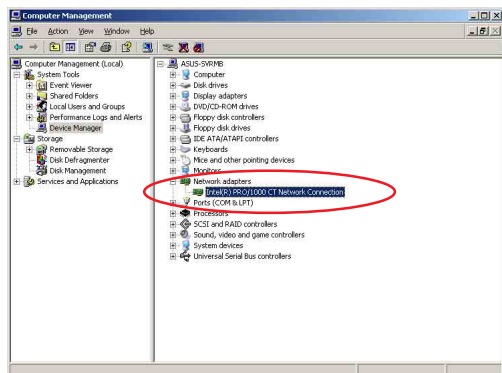 Computer Management
File Action View Window Help
Computer Management (Local)
System Tools
Event Viewer
Shared Folders
Local Users and Groups
Performance Logs and Alerts
Device Manager
Storage
Removable Storage
Disk Defragmenter
Disk Management
Services and Applications
ASUS-SVRMB
Computer
Disk drives
Display adapters
DVD/CD-ROM drives
Floppy disk controllers
Floppy disk drives
IDE ATA/ATAPI controllers
Keyboards
Mice and other pointing devices
Monitors
Network adapters
Intel(R) PRO/1000 CT Network Connection
Ports (COM & LPT)
Processors
SCSI and RAID controllers
Sound, video and game controllers
System devices
Universal Serial Bus controllers